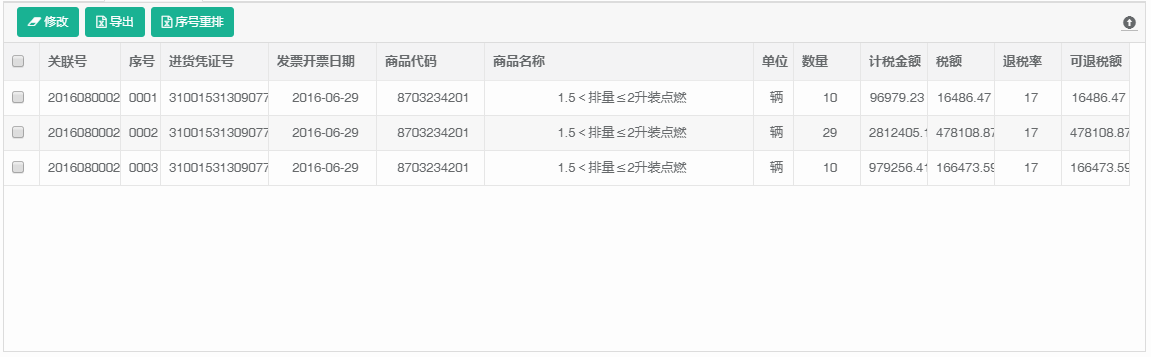 修改 导出 序号重排
关联号 序号 进货凭证号 发票开票日期 商品代码 商品名称 单位 数量 计税金额 税额 退税率 可退税额
2016080002 0001 31001531309077 2016-06-29 8703234201 1.5＜排量≤2升装点燃 辆 10 96979.23 16486.47 17 16486.47
2016080002 0002 31001531309077 2016-06-29 8703234201 1.5＜排量≤2升装点燃 辆 29 2812405.1 478108.87 17 478108.87
2016080002 0003 31001531309077 2016-06-29 8703234201 1.5＜排量≤2升装点燃 辆 10 979256.41 166473.59 17 166473.59